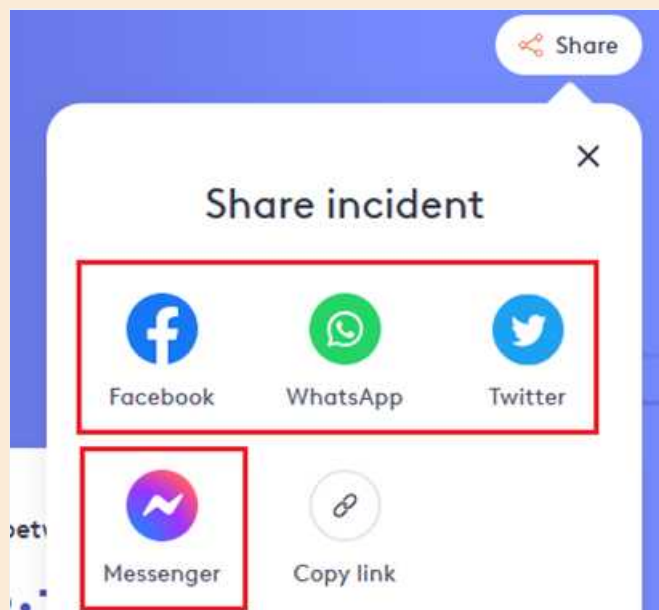 Share
Share incident
Facebook WhatsApp Twitter
Messenger Copy link